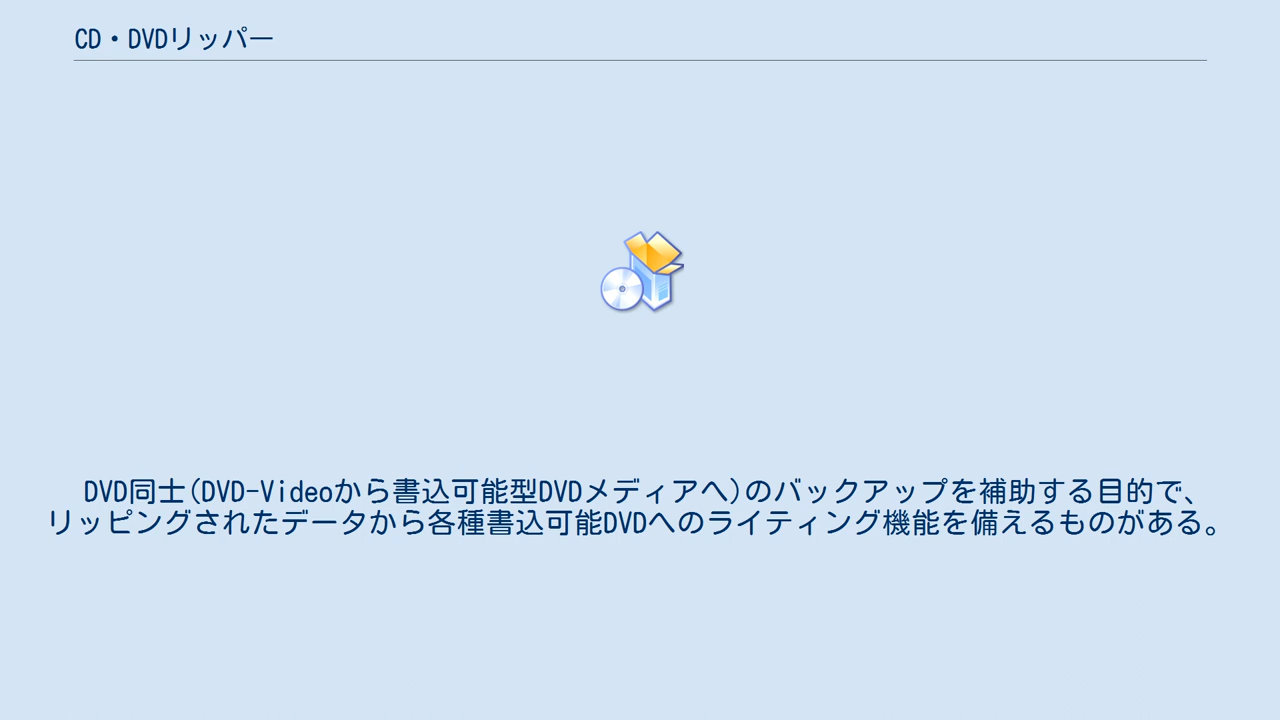 CD・DVDリッパー
DVD同士(DVD-Videoから書込可能型DVDメディアへ)のバックアップを補助する目的で、
リッピングされたデータから各種書込可能DVDへのライティング機能を備えるものがある。